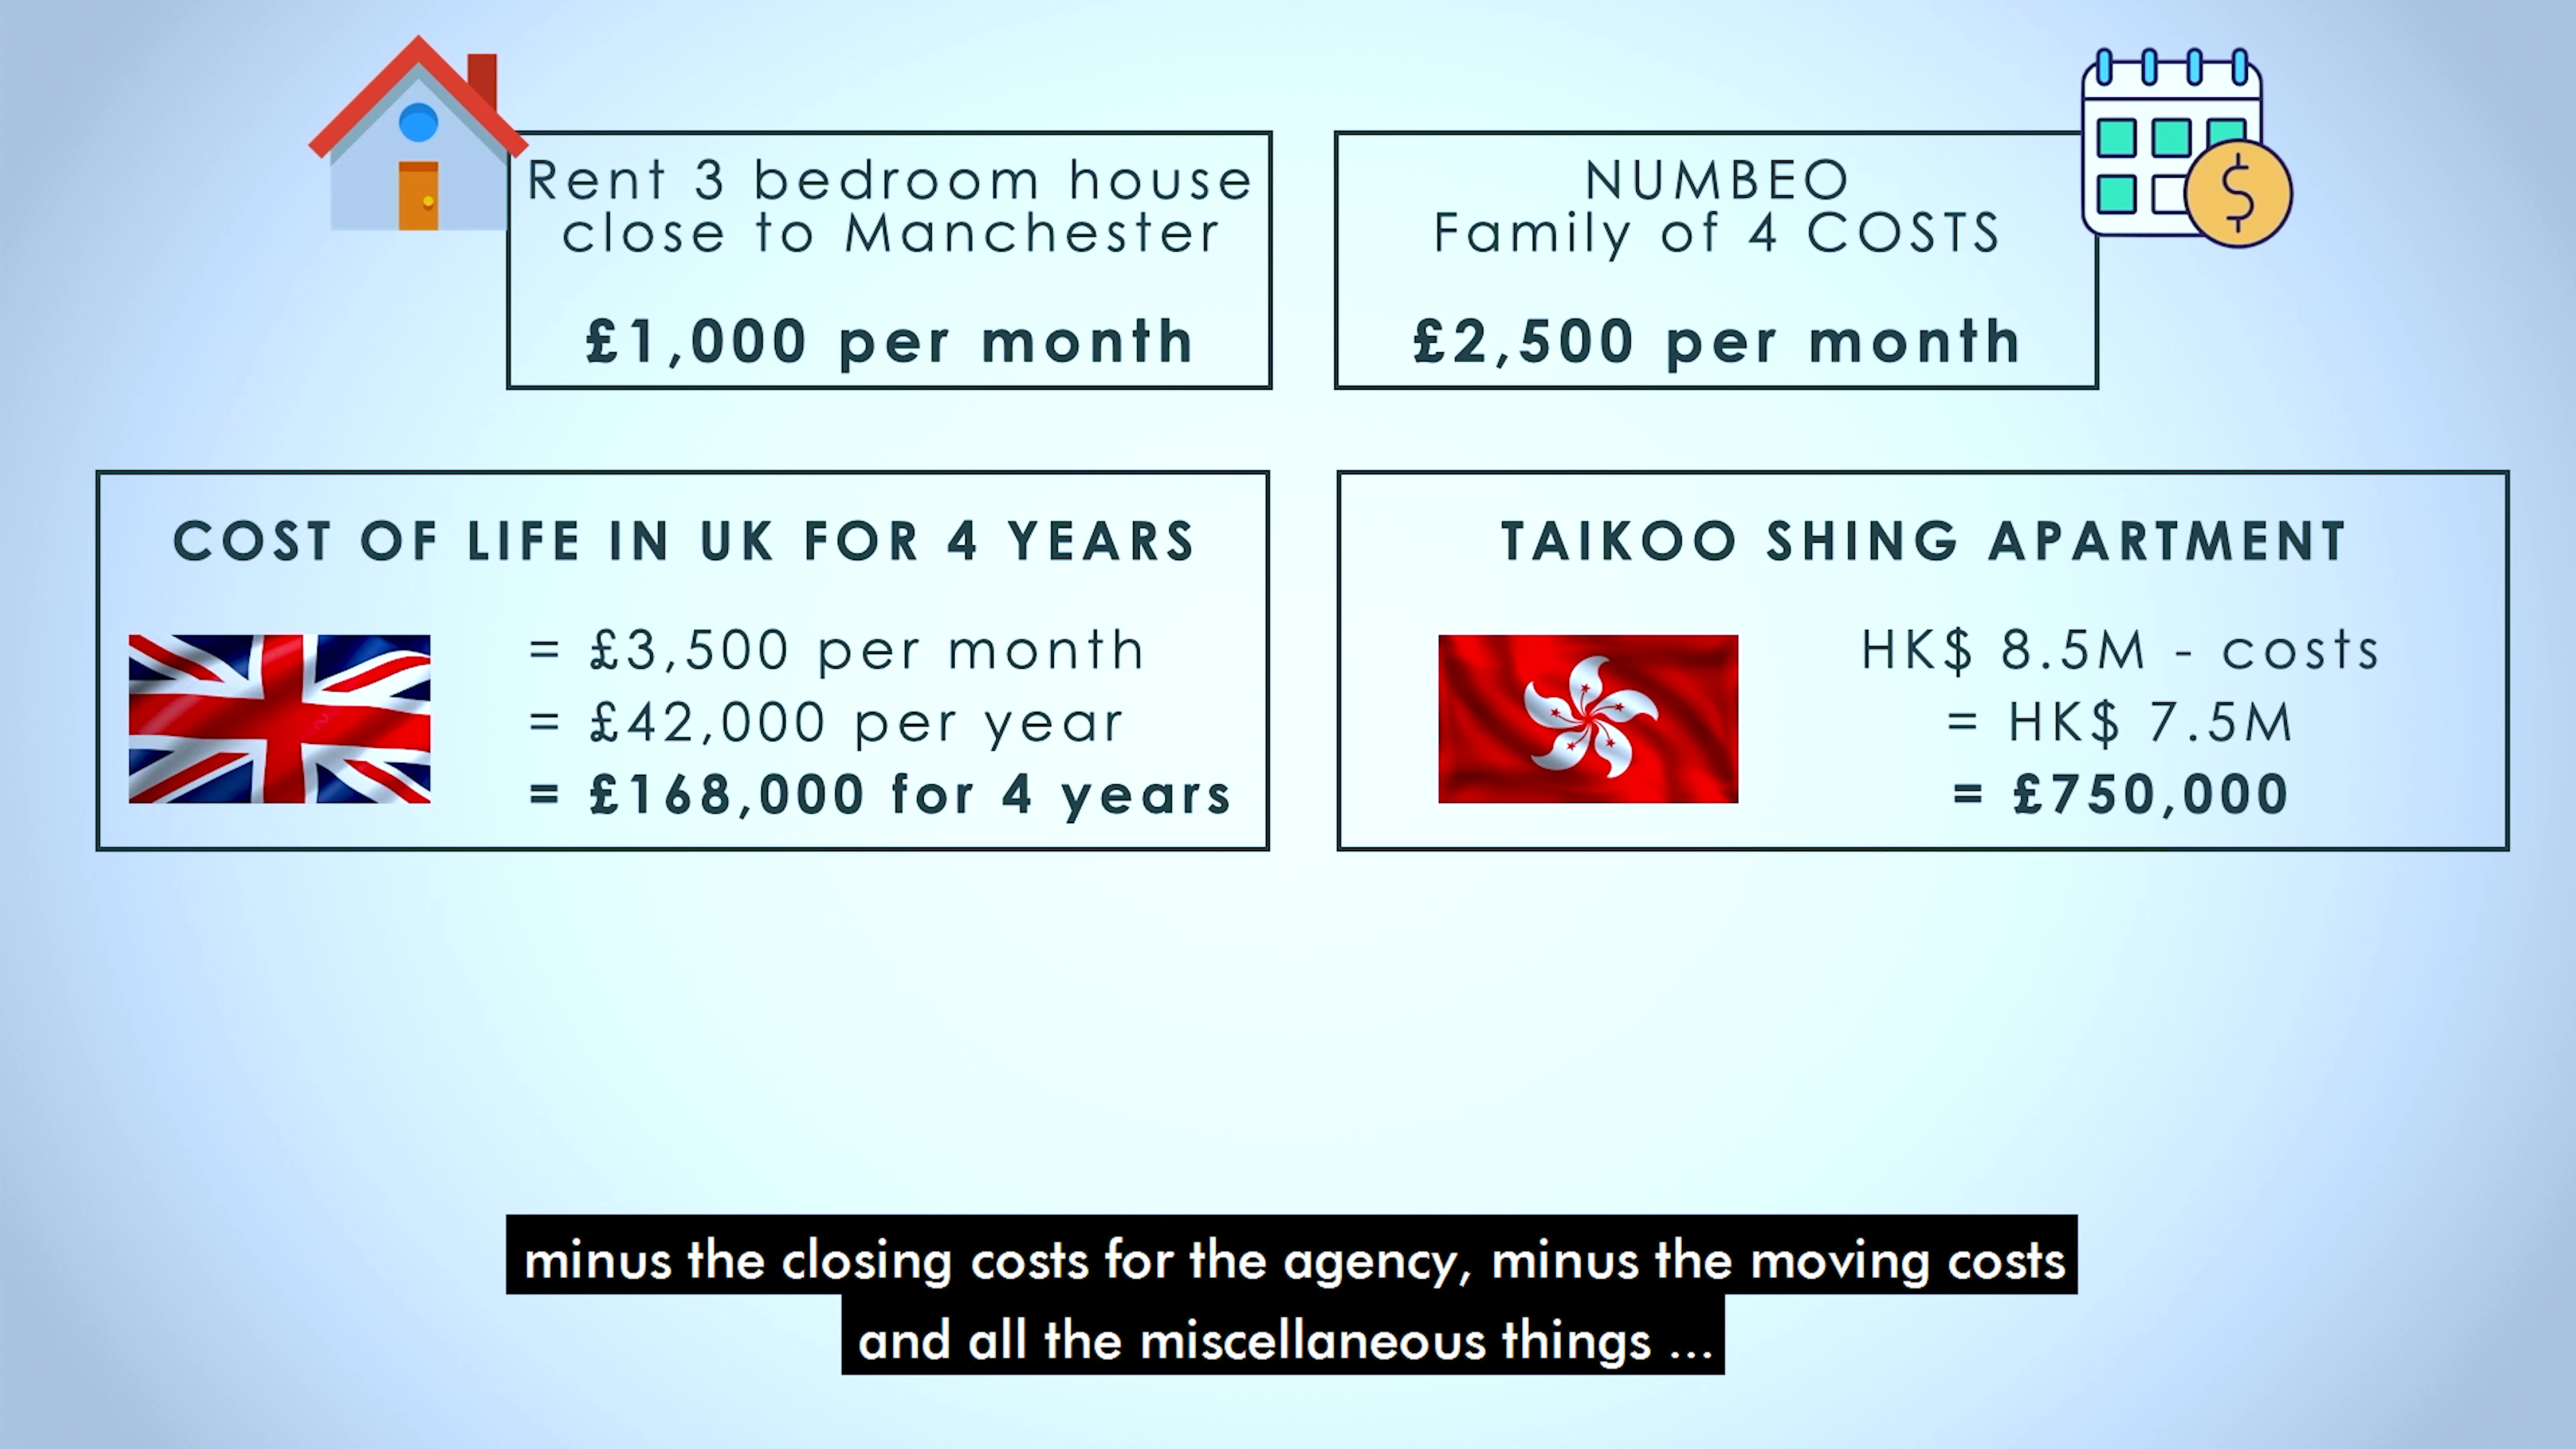 Rent 3 bedroom house
close to Manchester
£1,000 per month
NUMBEO
Family of 4 COSTS
£2,500 per month
$
COST OF LIFE IN UK FOR 4 YEARS
= £3,500 per month
= £42,000 per year
= £168,000 for 4 years
TAIKOO SHING APARTMENT
HK$ 8.5M - costs
= HK$ 7.5M
= £750,000
minus the closing costs for the agency, minus the moving costs
and all the miscellaneous things ...